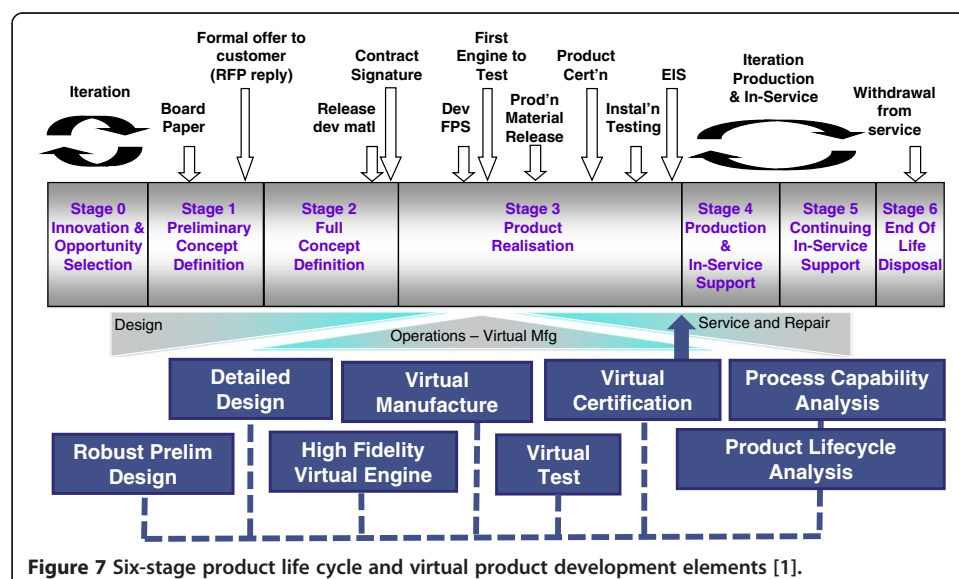 Formal offer to
customer
(RFP reply)
Contract
Signature
First
Engine to
Test
Product
Cert'n
EIS
Iteration
Production
& In-Service
Iteration
Board
Paper
Release
dev matl
Dev
FPS
Prod'n
Material
Release
Instal'n
Testing
Withdrawal
from
service
Stage 0
Innovation &
Opportunity
Selection
Stage 1
Preliminary
Concept
Definition
Stage 2
Full
Concept
Definition
Stage 3
Product
Realisation
Stage 4
Production
&
In-Service
Support
Stage 5
Continuing
In-Service
Support
Stage 6
End Of
Life
Disposal
Design
Operations – Virtual Mfg
Service and Repair
Detailed
Design
Virtual
Manufacture
Virtual
Certification
Process Capability
Analysis
Robust Prelim
Design
High Fidelity
Virtual Engine
Virtual
Test
Product Lifecycle
Analysis
Figure 7 Six-stage product life cycle and virtual product development elements [1].